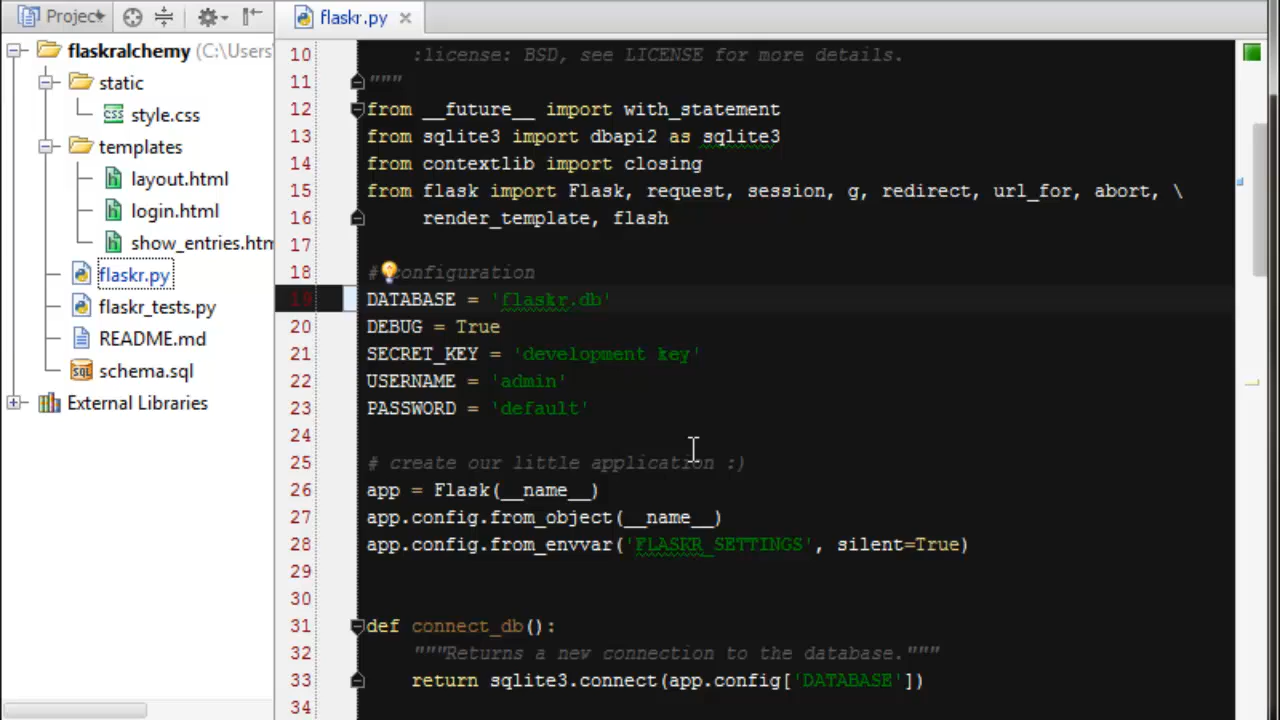 Project
flaskralchemy (C:\Users
static
style.css
templates
layout.html
login.html
show_entries.htm
flaskr.py
flaskr_tests.py
README.md
schema.sql
External Libraries
flaskr.py
10 :license: BSD, see LICENSE for more details.
11 """
12 from __future__ import with_statement
13 from sqlite3 import dbapi2 as sqlite3
14 from contextlib import closing
15 from flask import Flask, request, session, g, redirect, url_for, abort, \
16 render_template, flash
17
18 # configuration
19 DATABASE = 'flaskr.db'
20 DEBUG = True
21 SECRET_KEY = 'development key'
22 USERNAME = 'admin'
23 PASSWORD = 'default'
24
25 # create our little application :)
26 app = Flask(__name__)
27 app.config.from_object(__name__)
28 app.config.from_envvar('FLASKR_SETTINGS', silent=True)
29
30
31 def connect_db():
32 """Returns a new connection to the database."""
33 return sqlite3.connect(app.config['DATABASE'])
34